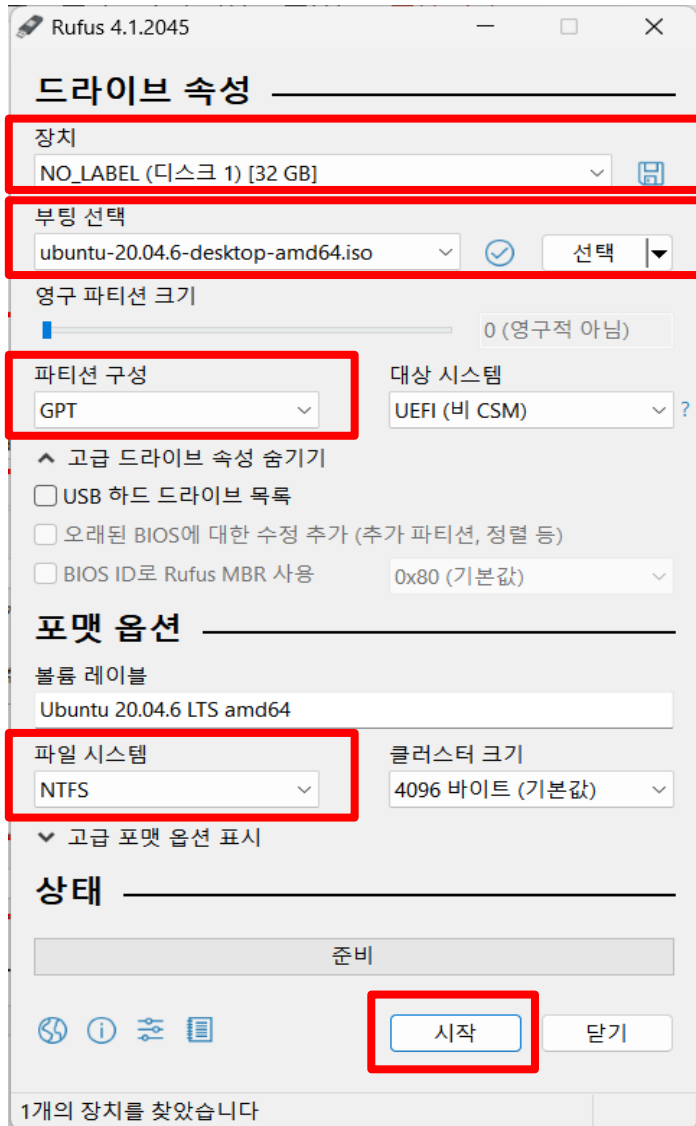 Rufus 4.1.2045
드라이브 속성
장치
NO_LABEL (디스크 1) [32 GB]
부팅 선택
ubuntu-20.04.6-desktop-amd64.iso
선택
영구 파티션 크기
0 (영구적 아님)
파티션 구성
대상 시스템
GPT
UEFI (비 CSM)
?
고급 드라이브 속성 숨기기
USB 하드 드라이브 목록
오래된 BIOS에 대한 수정 추가 (추가 파티션, 정렬 등)
BIOS ID로 Rufus MBR 사용
0x80 (기본값)
포맷 옵션
볼륨 레이블
Ubuntu 20.04.6 LTS amd64
파일 시스템
클러스터 크기
NTFS
4096 바이트 (기본값)
고급 포맷 옵션 표시
상태
준비
시작
닫기
1개의 장치를 찾았습니다